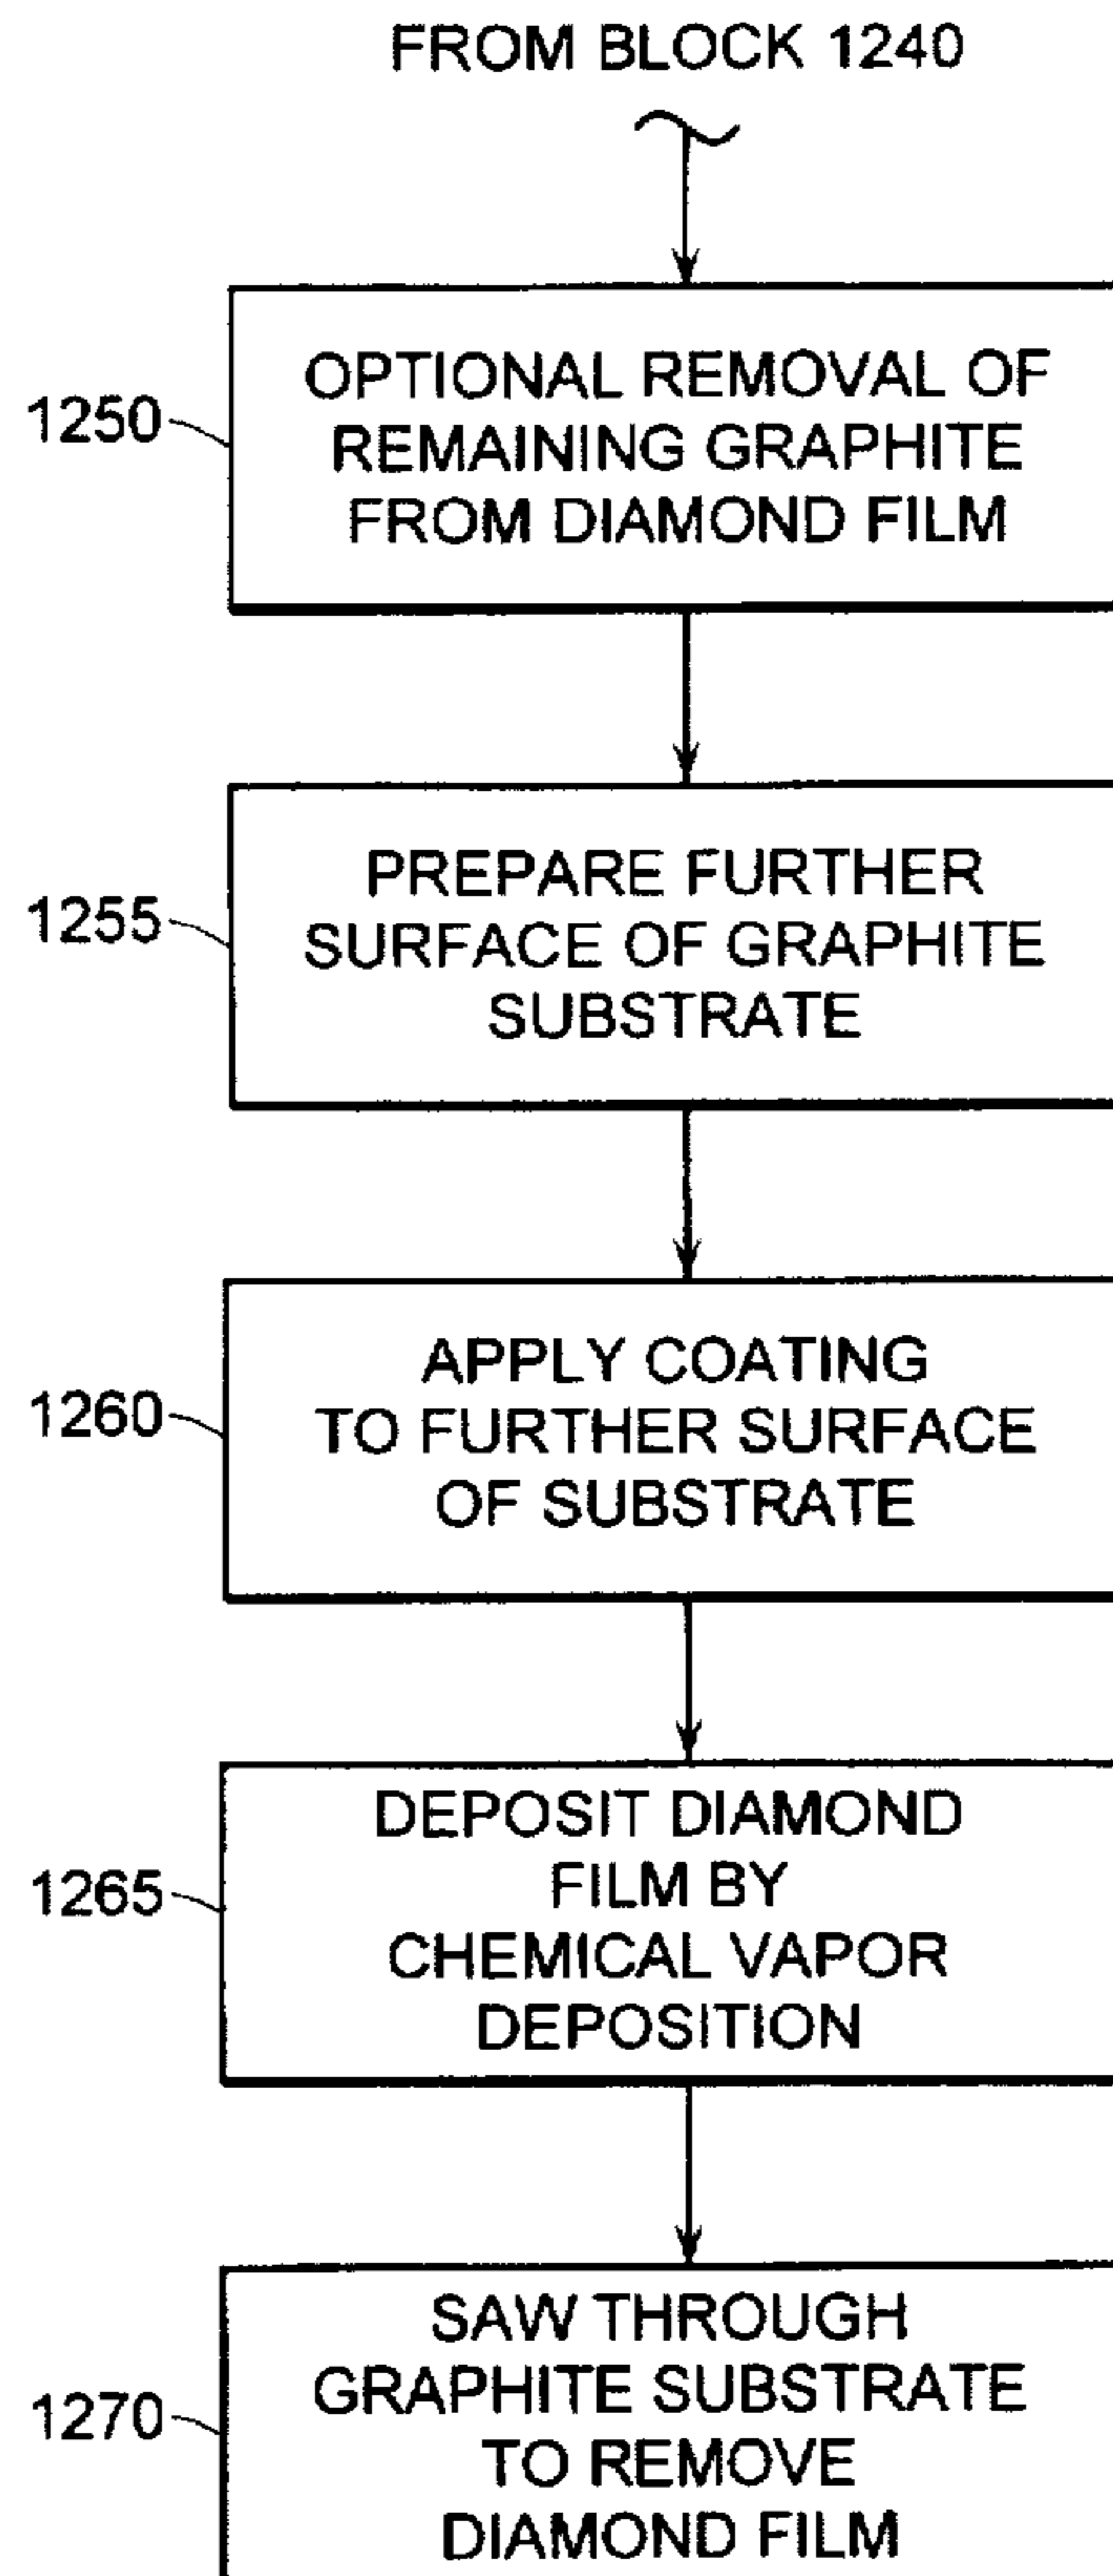 FROM BLOCK 1240
OPTIONAL REMOVAL OF
REMAINING GRAPHITE
FROM DIAMOND FILM
1250
PREPARE FURTHER
SURFACE OF GRAPHITE
SUBSTRATE
1255
APPLY COATING
TO FURTHER SURFACE
OF SUBSTRATE
1260
DEPOSIT DIAMOND
FILM BY
CHEMICAL VAPOR
DEPOSITION
1265
SAW THROUGH
GRAPHITE SUBSTRATE
TO REMOVE
DIAMOND FILM
1270